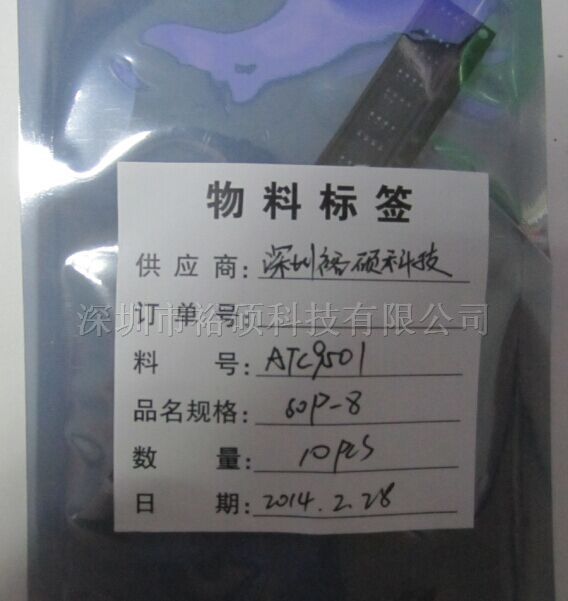 物料标签
供应商: 深圳裕硕科技
深圳市裕硕科技有限公司
订单号:
料号: ATC9501
品名规格: SOP-8
数量: 10PCS
日期: 2014.2.28